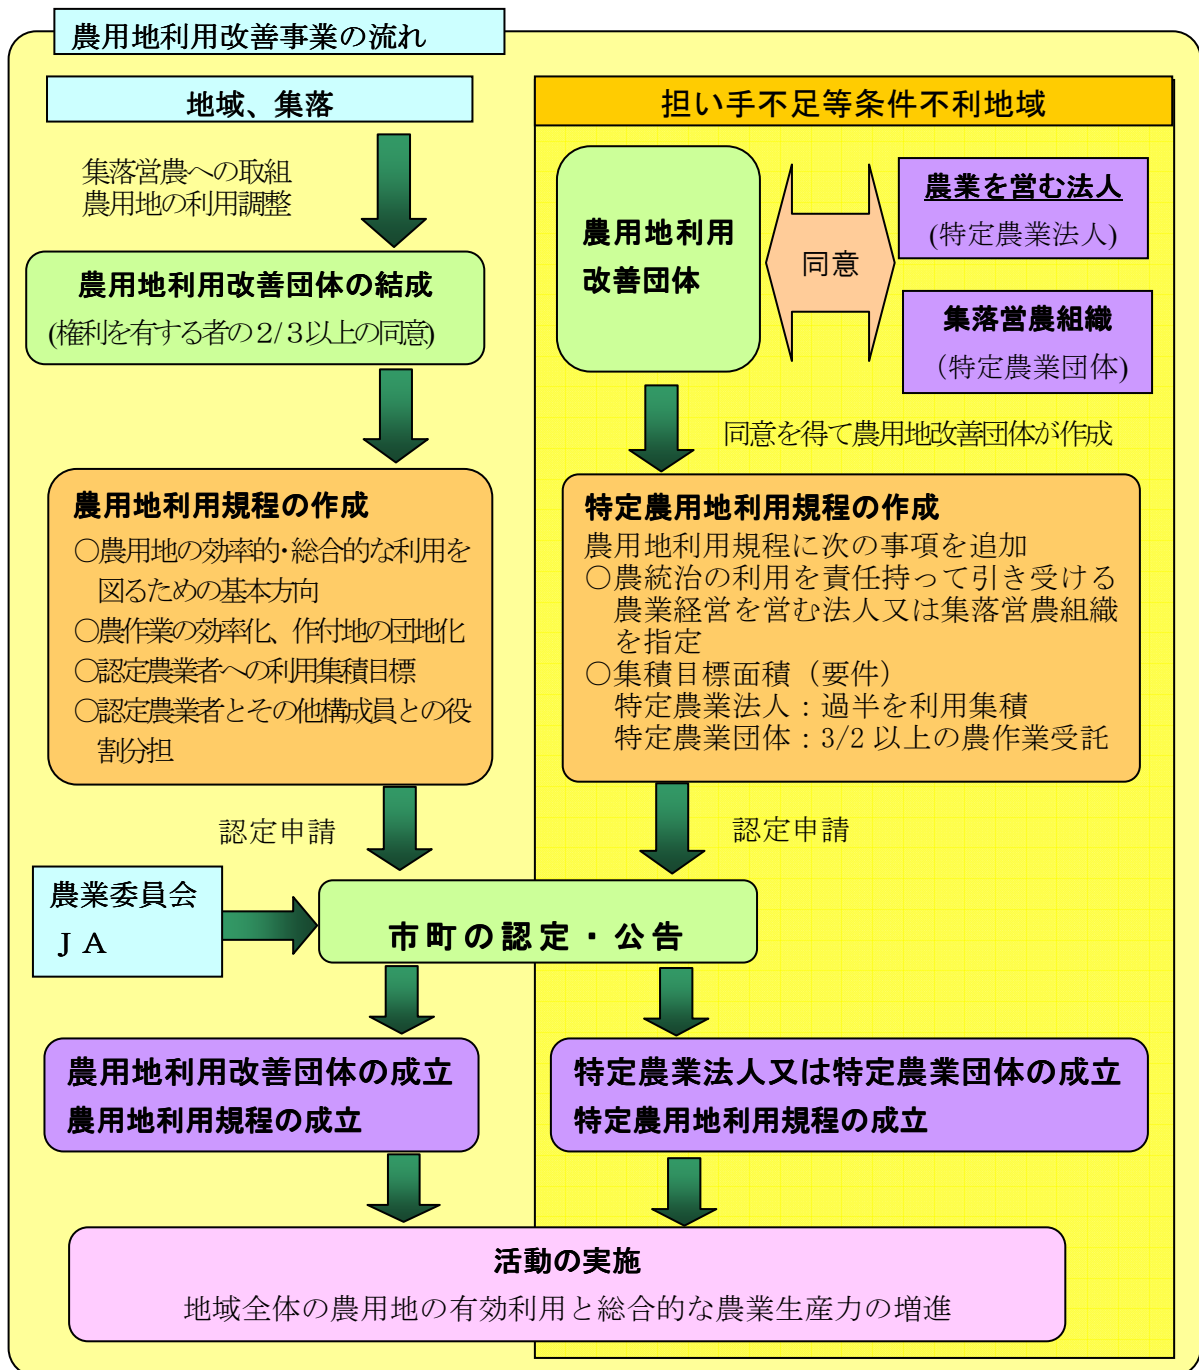 農用地利用改善事業の流れ
地域、集落
集落営農への取組
農用地の利用調整
農用地利用改善団体の結成
(権利を有する者の２/３以上の同意)
農用地利用規程の作成
○農用地の効率的・総合的な利用を
図るための基本方向
○農作業の効率化、作付地の団地化
○認定農業者への利用集積目標
○認定農業者とその他構成員との役
割分担
認定申請
担い手不足等条件不利地域
農用地利用
改善団体
同意
農業を営む法人
(特定農業法人)
集落営農組織
（特定農業団体)
同意を得て農用地改善団体が作成
特定農用地利用規程の作成
農用地利用規程に次の事項を追加
○農統治の利用を責任持って引き受ける
農業経営を営む法人又は集落営農組織
を指定
○集積目標面積（要件）
特定農業法人：過半を利用集積
特定農業団体：3/2 以上の農作業受託
認定申請
農業委員会
ＪＡ
市町の認定・公告
農用地利用改善団体の成立
農用地利用規程の成立
特定農業法人又は特定農業団体の成立
特定農用地利用規程の成立
活動の実施
地域全体の農用地の有効利用と総合的な農業生産力の増進